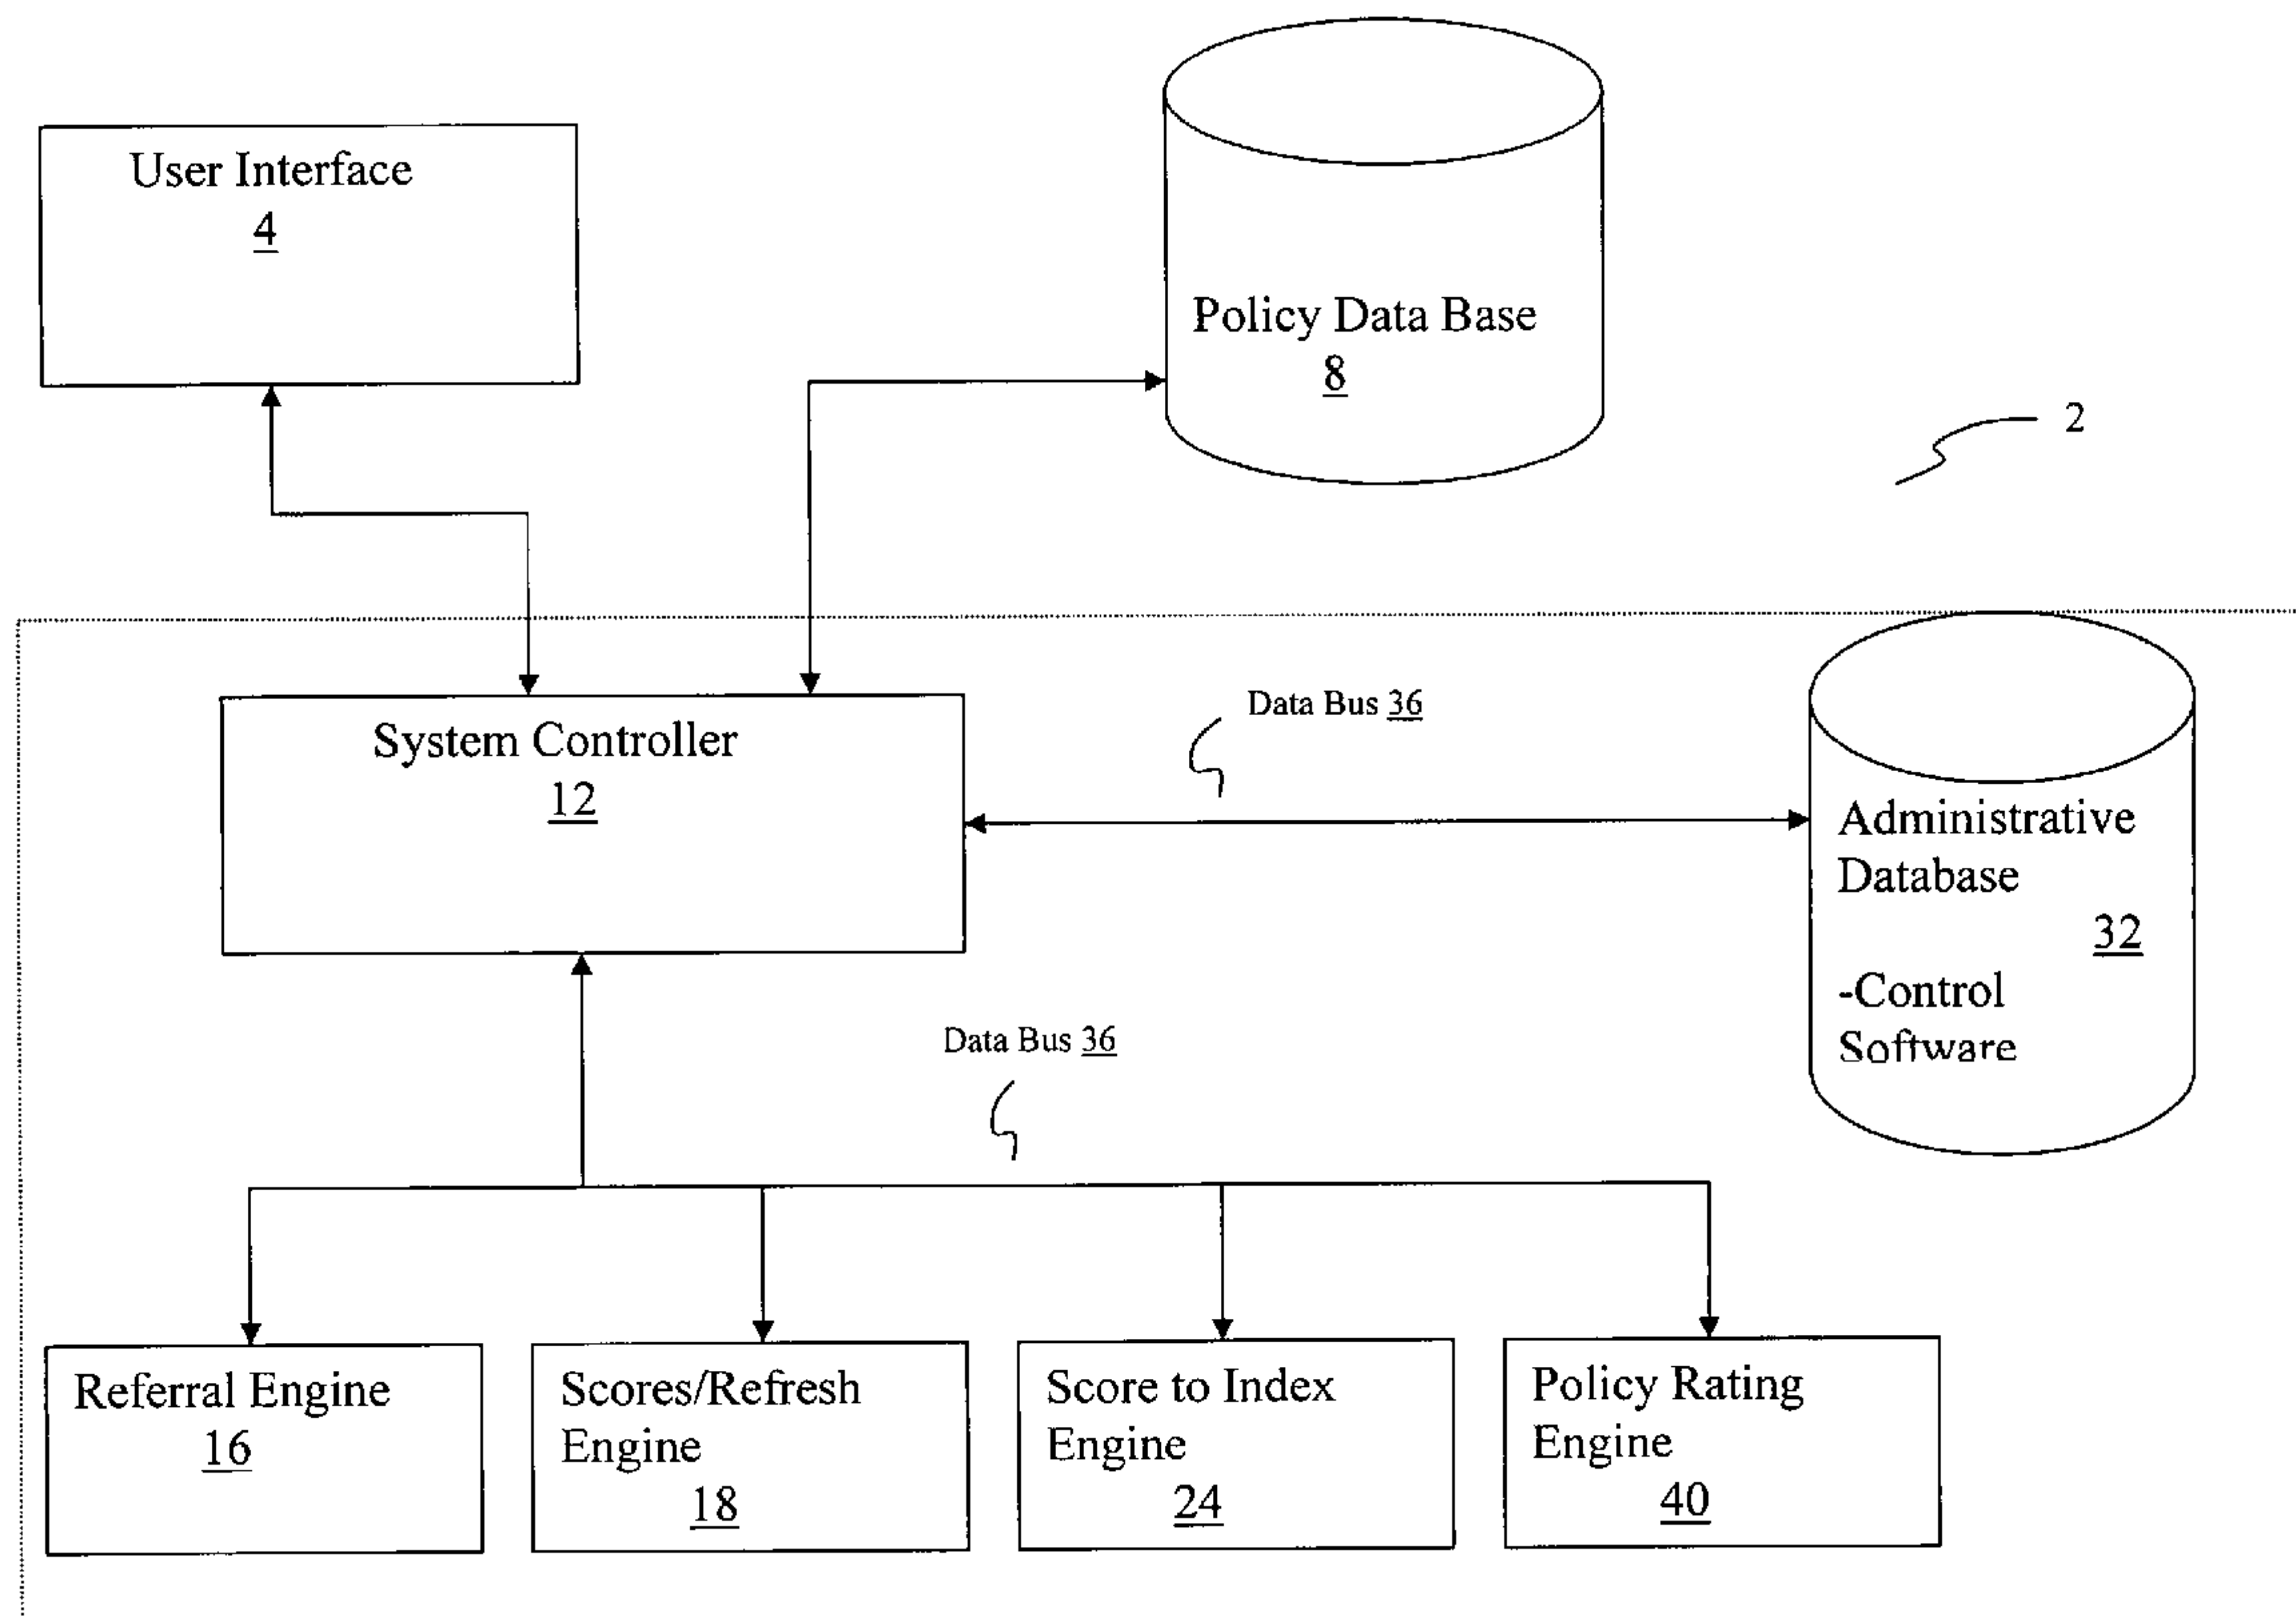 User Interface
4
Policy Data Base
8
2
System Controller
12
Data Bus 36
Administrative
Database
32
-Control
Software
Data Bus 36
Referral Engine
16
Scores/Refresh
Engine
18
Score to Index
Engine
24
Policy Rating
Engine
40